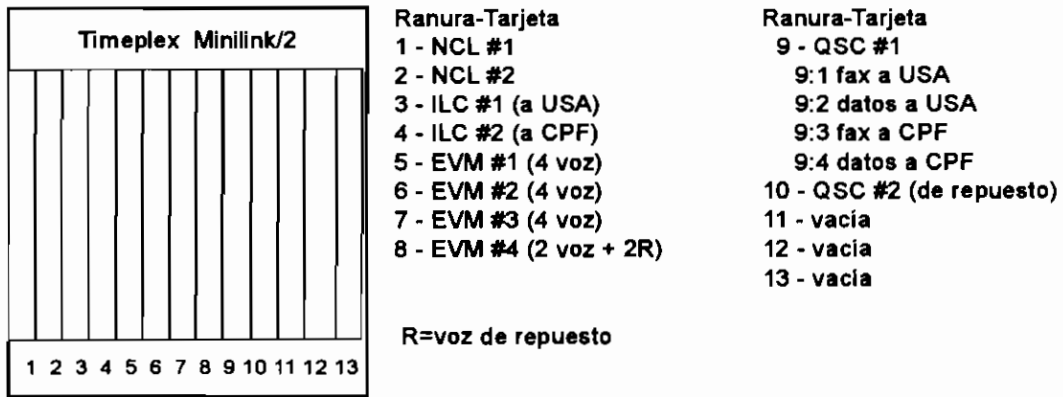 Timeplex Minilink/2
1 2 3 4 5 6 7 8 9 10 11 12 13
Ranura-Tarjeta
1 - NCL #1
2 - NCL #2
3 - ILC #1 (a USA)
4 - ILC #2 (a CPF)
5 - EVM #1 (4 voz)
6 - EVM #2 (4 voz)
7 - EVM #3 (4 voz)
8 - EVM #4 (2 voz + 2R)
R=voz de repuesto
Ranura-Tarjeta
9 - QSC #1
9:1 fax a USA
9:2 datos a USA
9:3 fax a CPF
9:4 datos a CPF
10 - QSC #2 (de repuesto)
11 - vacía
12 - vacía
13 - vacía